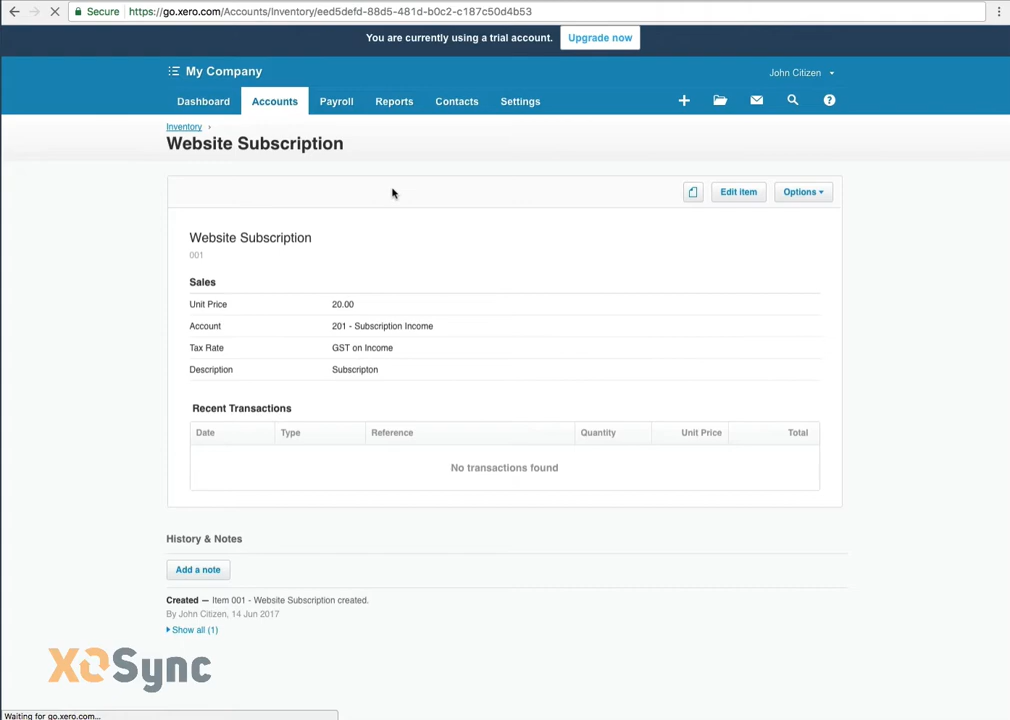 Secure https://go.xero.com/Accounts/Inventory/eed5defd-88d5-481d-b0c2-c187c50d4b53
You are currently using a trial account. Upgrade now
My Company
John Citizen
Dashboard Accounts Payroll Reports Contacts Settings
Inventory ›
Website Subscription
Edit item Options
Website Subscription
001
Sales
Unit Price 20.00
Account 201 - Subscription Income
Tax Rate GST on Income
Description Subscripton
Recent Transactions
Date Type Reference Quantity Unit Price Total
No transactions found
History & Notes
Add a note
Created — Item 001 - Website Subscription created.
By John Citizen, 14 Jun 2017
Show all (1)
XOSync
Waiting for go.xero.com...